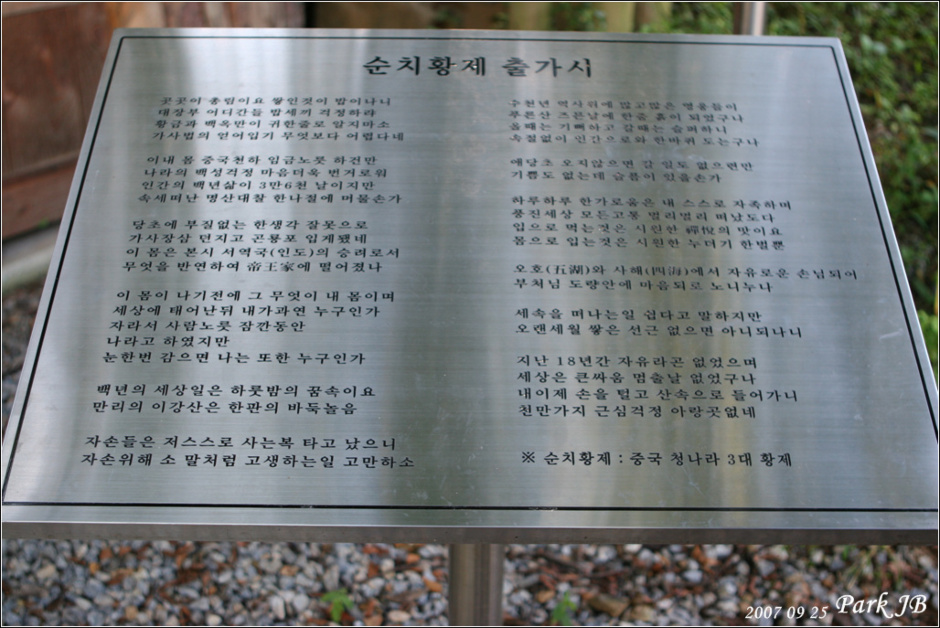 순치황제 출가시
곳곳이 총림이요 쌓인것이 밥이나니
대장부 어디간들 밥세끼 걱정하랴
황금과 백옥만이 귀한줄로 알지마소
가사법의 얻어입기 무엇보다 어렵다네
이내 몸 중국천하 임금노릇 하건만
나라의 백성걱정 마음더욱 번거로워
인간의 백년삶이 3만6천 날이지만
속세떠난 명산대찰 한나절에 머물손가
당초에 부질없는 한생각 잘못으로
가사장삼 던지고 곤룡포 입게됐네
이 몸은 본시 서역국(인도)의 승려로서
무엇을 반연하여 帝王家에 떨어졌나
이 몸이 나기전에 그 무엇이 내 몸이며
세상에 태어난뒤 내가과연 누구인가
자라서 사람노릇 잠깐동안
나라고 하였지만
눈한번 감으면 나는 또한 누구인가
백년의 세상일은 하룻밤의 꿈속이요
만리의 이강산은 한판의 바둑놀음
자손들은 저스스로 사는복 타고 났으니
자손위해 소 말처럼 고생하는일 고만하소
수천년 역사위에 많고많은 영웅들이
푸른산 즈믄날에 한줌 흙이 되었구나
올때는 기뻐하고 갈때는 슬퍼하니
속절없이 인간으로와 한바퀴 도는구나
애당초 오지않으면 갈 일도 없으련만
기쁨도 없는데 슬픔이 있을손가
하루하루 한가로움은 내 스스로 자족하며
풍진세상 모든고통 멀리멀리 떠났도다
입으로 먹는것은 시원한 禪悅의 맛이요
몸으로 입는것은 시원한 누더기 한벌뿐
오호(五湖)와 사해(四海)에서 자유로운 손님되어
부처님 도량안에 마음되로 노니누나
세속을 떠나는일 쉽다고 말하지만
오랜세월 쌓은 선근 없으면 아니되나니
지난 18년간 자유라곤 없었으며
세상은 큰싸움 멈출날 없었구나
내이제 손을 털고 산속으로 들어가니
천만가지 근심걱정 아랑곳없네
※ 순치황제 : 중국 청나라 3대 황제
2007 09 25 Park JB